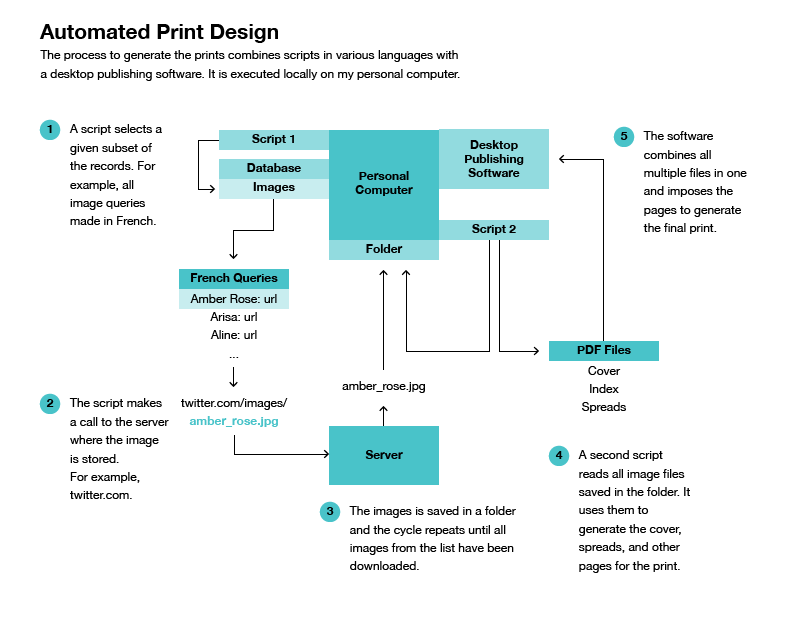 Automated Print Design
The process to generate the prints combines scripts in various languages with
a desktop publishing software. It is executed locally on my personal computer.
1
A script selects a
given subset of
the records. For
example, all
image queries
made in French.
Script 1
Database
Images
Personal
Computer
Folder
Desktop
Publishing
Software
Script 2
5
The software
combines all
multiple files in one
and imposes the
pages to generate
the final print.
French Queries
Amber Rose: url
Arisa: url
Aline: url
...
PDF Files
Cover
Index
Spreads
2
The script makes
a call to the server
where the image
is stored.
For example,
twitter.com.
twitter.com/images/
amber_rose.jpg
amber_rose.jpg
Server
3
The images is saved in a folder
and the cycle repeats until all
images from the list have been
downloaded.
4
A second script
reads all image files
saved in the folder. It
uses them to
generate the cover,
spreads, and other
pages for the print.